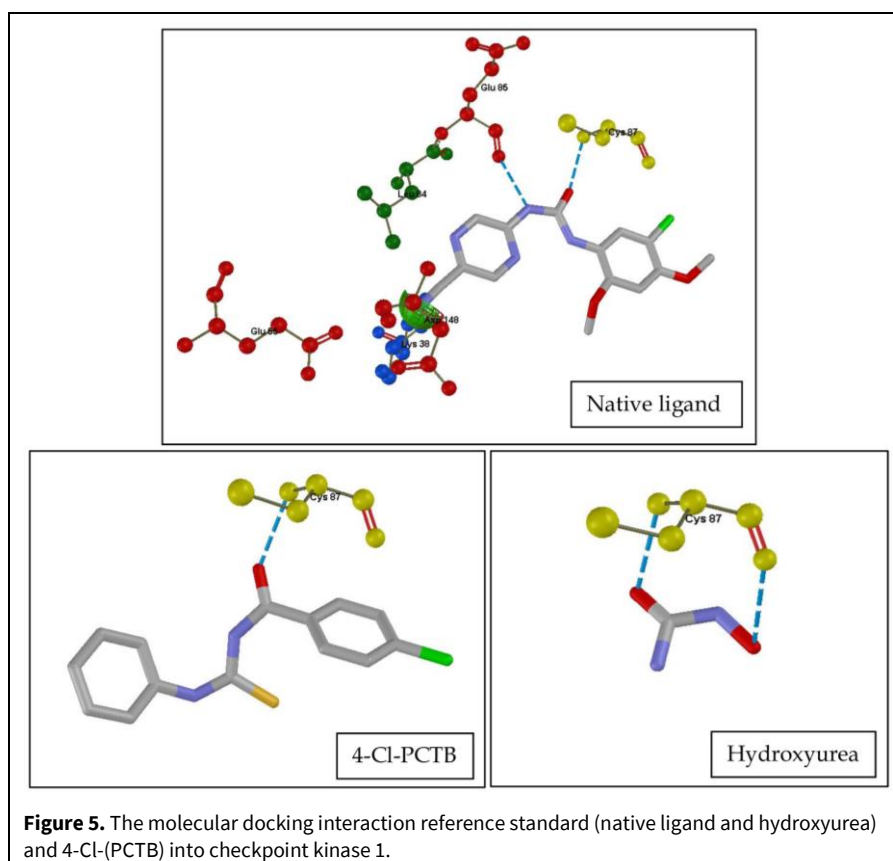 Glu 85
Cys 87
Glu 55
Asp 148
Lys 38
Native ligand
Cys 87
4-Cl-PCTB
Cys 87
Hydroxyurea
Figure 5. The molecular docking interaction reference standard (native ligand and hydroxyurea)
and 4-Cl-(PCTB) into checkpoint kinase 1.